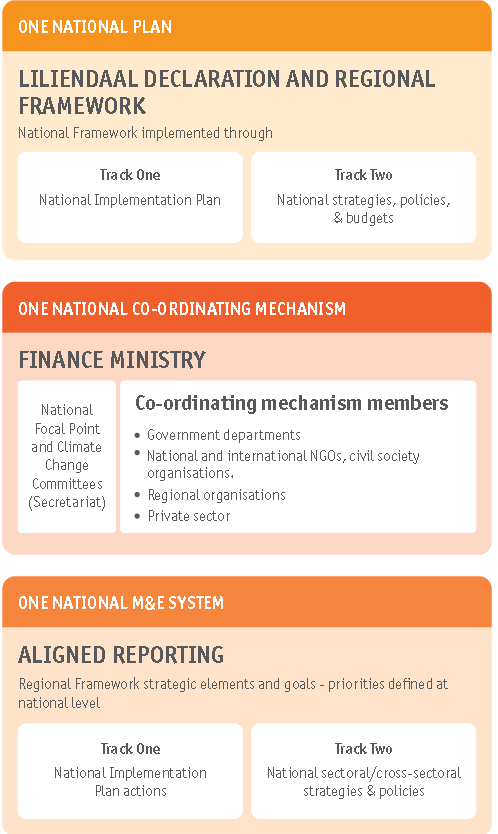 ONE NATIONAL PLAN
LILIENDAAL DECLARATION AND REGIONAL
FRAMEWORK
National Framework implemented through
Track One
National Implementation Plan
Track Two
National strategies, policies,
& budgets
ONE NATIONAL CO-ORDINATING MECHANISM
FINANCE MINISTRY
National
Focal Point
and Climate
Change
Committees
(Secretariat)
Co-ordinating mechanism members
• Government departments
• National and international NGOs, civil society
organisations.
• Regional organisations
• Private sector
ONE NATIONAL M&E SYSTEM
ALIGNED REPORTING
Regional Framework strategic elements and goals - priorities defined at
national level
Track One
National Implementation
Plan actions
Track Two
National sectoral/cross-sectoral
strategies & policies